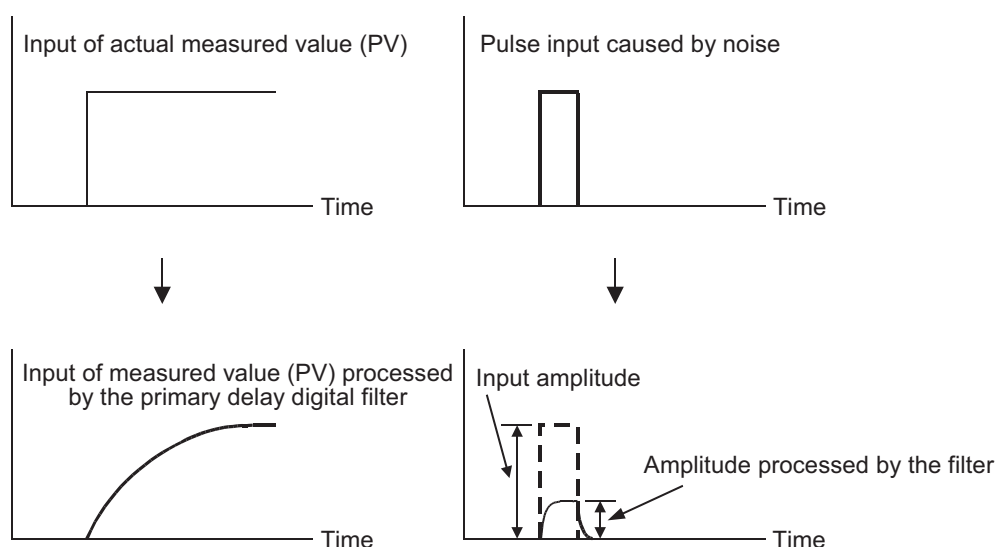 Input of actual measured value (PV)
Time
Pulse input caused by noise
Time
Input of measured value (PV) processed
by the primary delay digital filter
Time
Input amplitude
Amplitude processed by the filter
Time